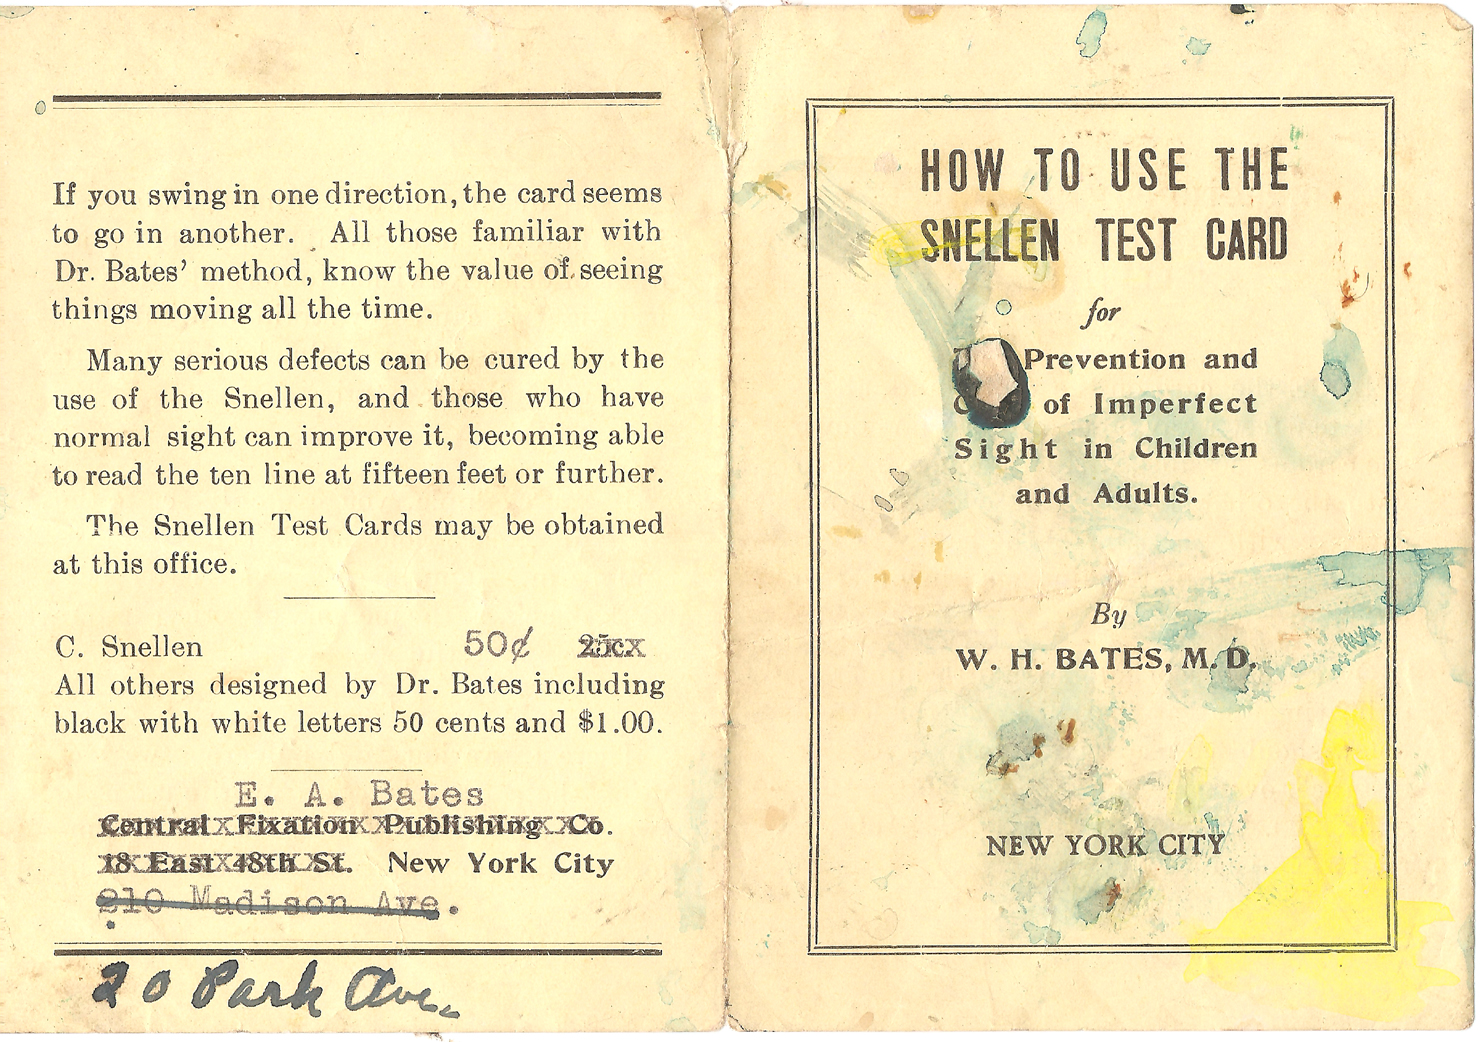 If you swing in one direction, the card seems
to go in another. All those familiar with
Dr. Bates' method, know the value of seeing
things moving all the time.
Many serious defects can be cured by the
use of the Snellen, and those who have
normal sight can improve it, becoming able
to read the ten line at fifteen feet or further.
The Snellen Test Cards may be obtained
at this office.
C. Snellen 50¢ 25c.
All others designed by Dr. Bates including
black with white letters 50 cents and $1.00.
E. A. Bates
Central Fixation Publishing Co.
18 East 48th St. New York City
210 Madison Ave.
20 Park Ave.
HOW TO USE THE
SNELLEN TEST CARD
for
Prevention and
of Imperfect
Sight in Children
and Adults.
By
W. H. BATES, M. D.
NEW YORK CITY